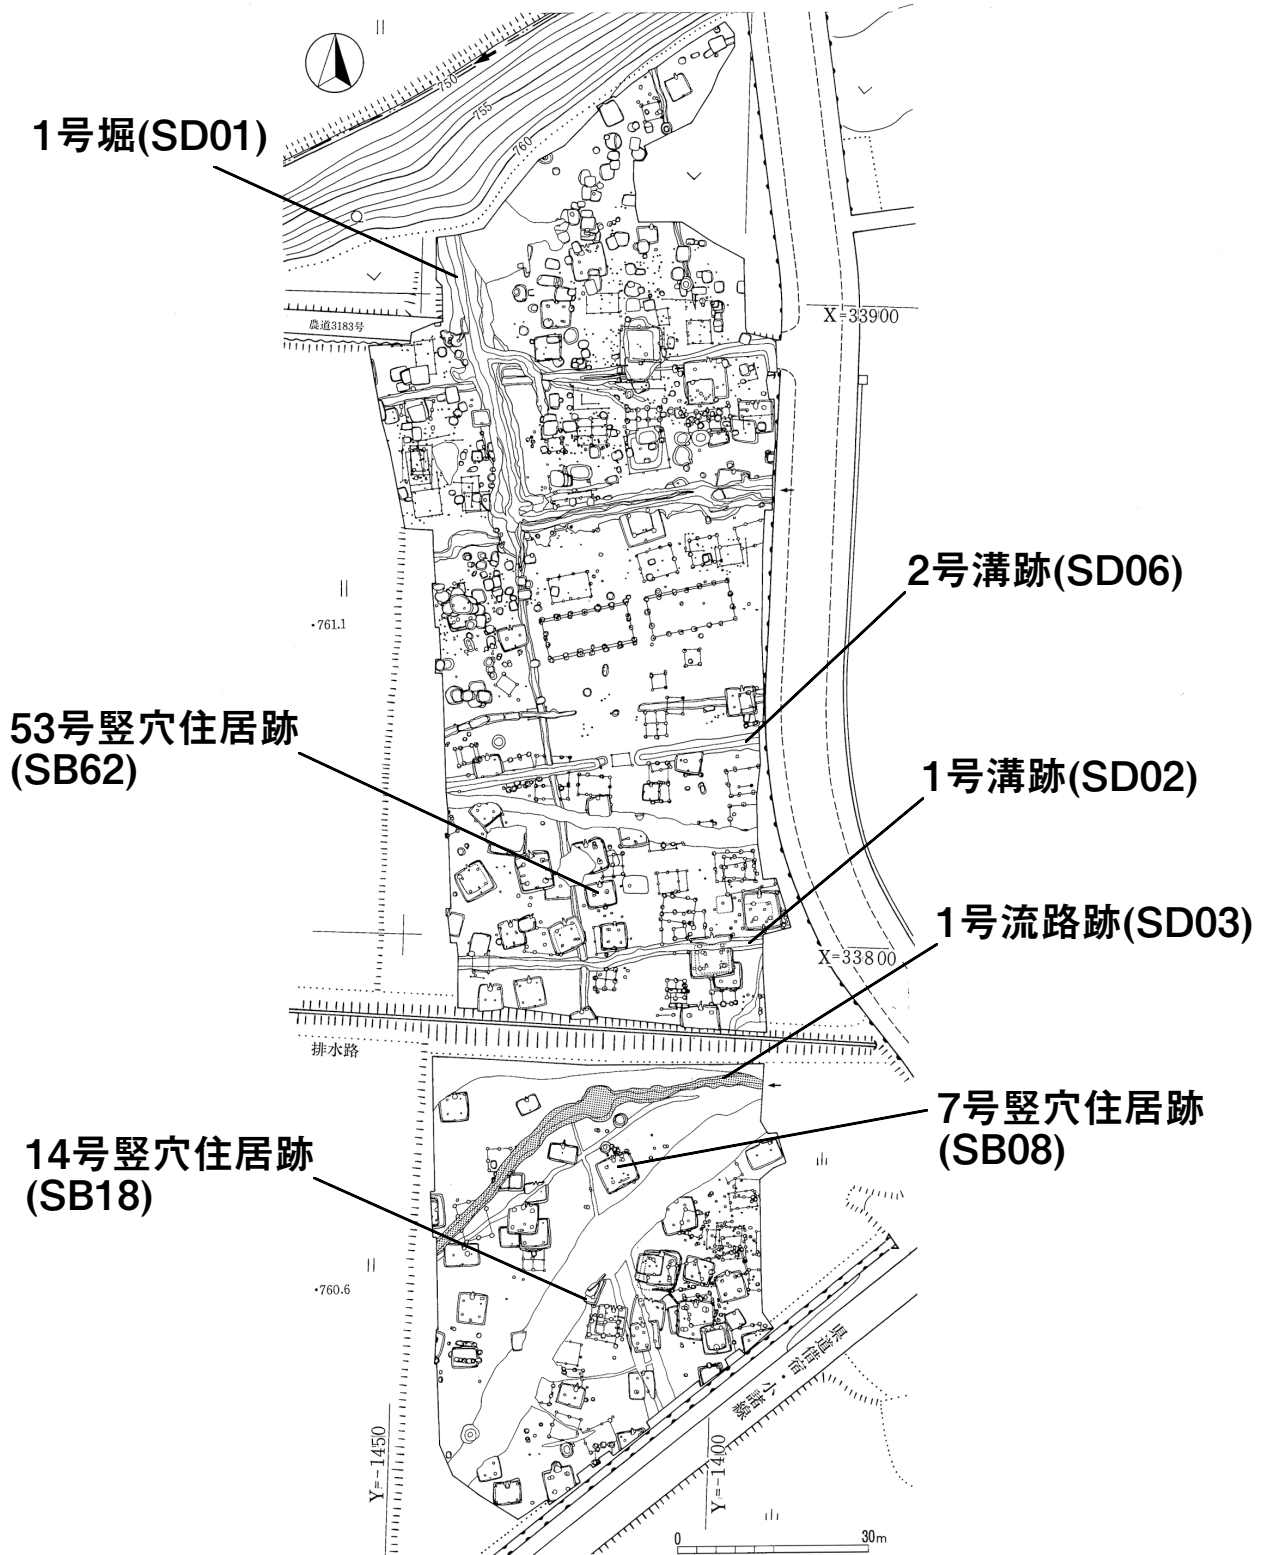 750
755
1号堀(SD01)
760
農道3183号
X=33900
2号溝跡(SD06)
・761.1
53号竪穴住居跡
(SB62)
1号溝跡(SD02)
1号流路跡(SD03)
X=33800
排水路
7号竪穴住居跡
(SB08)
14号竪穴住居跡
(SB18)
・760.6
県道借宿・小諸線
Y=-1450
Y=-1400
0 30m